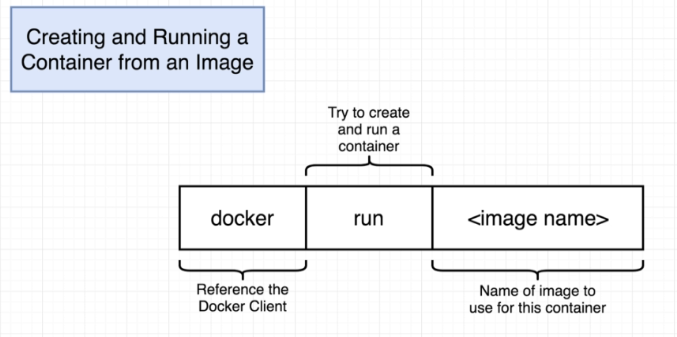 Creating and Running a
Container from an Image
Try to create
and run a
container
docker
run
<image name>
Reference the
Docker Client
Name of image to
use for this container